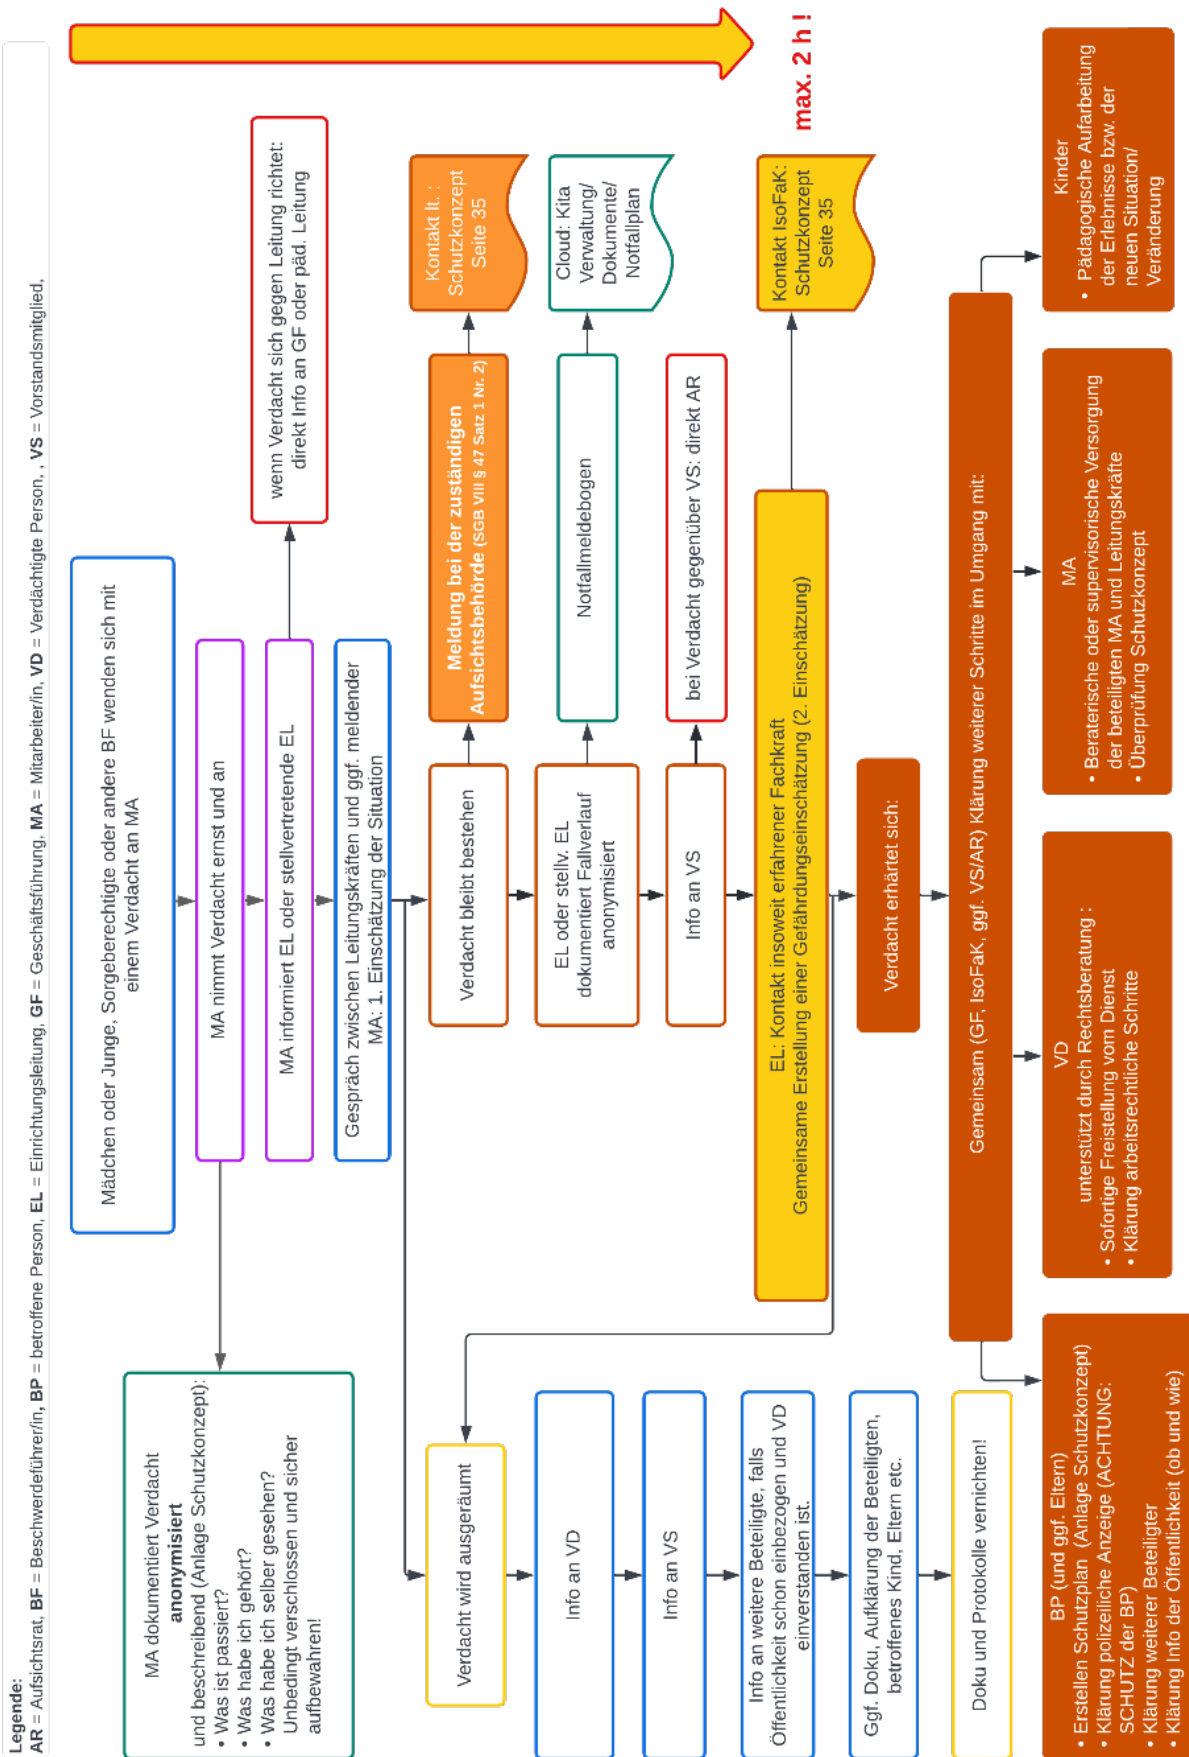 Legende:
AR = Aufsichtsrat, BF = Beschwerdeführer/in, BP = betroffene Person, EL = Einrichtungsleitung, GF = Geschäftsführung, MA = Mitarbeiter/in, VD = Verdächtigte Person, , VS = Vorstandsmitglied,
Mädchen oder Junge, Sorgeberechtigte oder andere BF wenden sich mit
einem Verdacht an MA
MA nimmt Verdacht ernst und an
MA dokumentiert Verdacht
anonymisiert
und beschreibend (Anlage Schutzkonzept):
• Was ist passiert?
• Was habe ich gehört?
• Was habe ich selber gesehen?
Unbedingt verschlossen und sicher
aufbewahren!
MA informiert EL oder stellvertretende EL
wenn Verdacht sich gegen Leitung richtet:
direkt Info an GF oder päd. Leitung
Gespräch zwischen Leitungskräften und ggf. meldender
MA: 1. Einschätzung der Situation
Verdacht wird ausgeräumt
Info an VD
Info an VS
Info an weitere Beteiligte, falls
Öffentlichkeit schon einbezogen und VD
einverstanden ist.
Ggf. Doku, Aufklärung der Beteiligten,
betroffenes Kind, Eltern etc.
Doku und Protokolle vernichten!
Verdacht bleibt bestehen
Meldung bei der zuständigen
Aufsichtsbehörde (SGB VIII § 47 Satz 1 Nr. 2)
Kontakt lt. :
Schutzkonzept
Seite 35
EL oder stellv. EL
dokumentiert Fallverlauf
anonymisiert
Notfallmeldebogen
Cloud: Kita
Verwaltung/
Dokumente/
Notfallplan
Info an VS
bei Verdacht gegenüber VS: direkt AR
EL: Kontakt insoweit erfahrener Fachkraft
Gemeinsame Erstellung einer Gefährdungseinschätzung (2. Einschätzung)
Kontakt IsoFaK:
Schutzkonzept
Seite 35
max. 2 h !
Verdacht erhärtet sich:
Gemeinsam (GF, IsoFaK, ggf. VS/AR) Klärung weiterer Schritte im Umgang mit:
BP (und ggf. Eltern)
• Erstellen Schutzplan (Anlage Schutzkonzept)
• Klärung polizeiliche Anzeige (ACHTUNG:
SCHUTZ der BP)
• Klärung weiterer Beteiligter
• Klärung Info der Öffentlichkeit (ob und wie)
VD
unterstützt durch Rechtsberatung :
• Sofortige Freistellung vom Dienst
• Klärung arbeitsrechtliche Schritte
MA
• Beraterische oder supervisorische Versorgung
der beteiligten MA und Leitungskräfte
• Überprüfung Schutzkonzept
Kinder
• Pädagogische Aufarbeitung
der Erlebnisse bzw. der
neuen Situation/
Veränderung